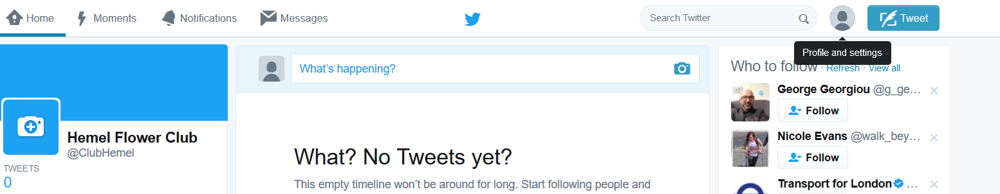 Home Moments Notifications Messages Search Twitter Tweet
Profile and settings
What's happening?
Who to follow · Refresh · View all
George Georgiou @g_ge…
Follow
Nicole Evans @walk_bey…
Follow
Transport for London …
Hemel Flower Club
@ClubHemel
TWEETS
0
What? No Tweets yet?
This empty timeline won't be around for long. Start following people and